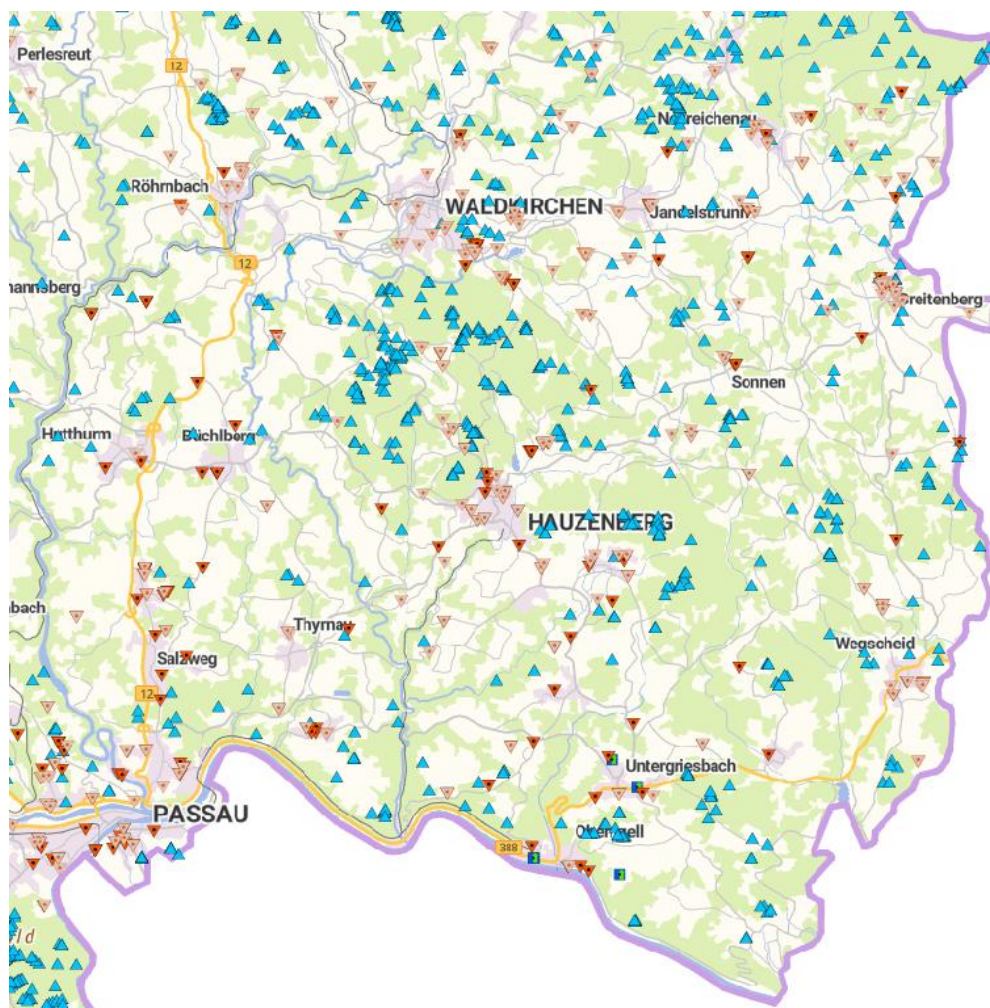 Perlesreut
12
Röhrnbach
WALDKIRCHEN
12
Breitenberg
Sonnen
Hutthurm
Büchlberg
HAUZENBERG
Thyrnau
Wegscheid
Salzweg
12
Untergriesbach
PASSAU
388